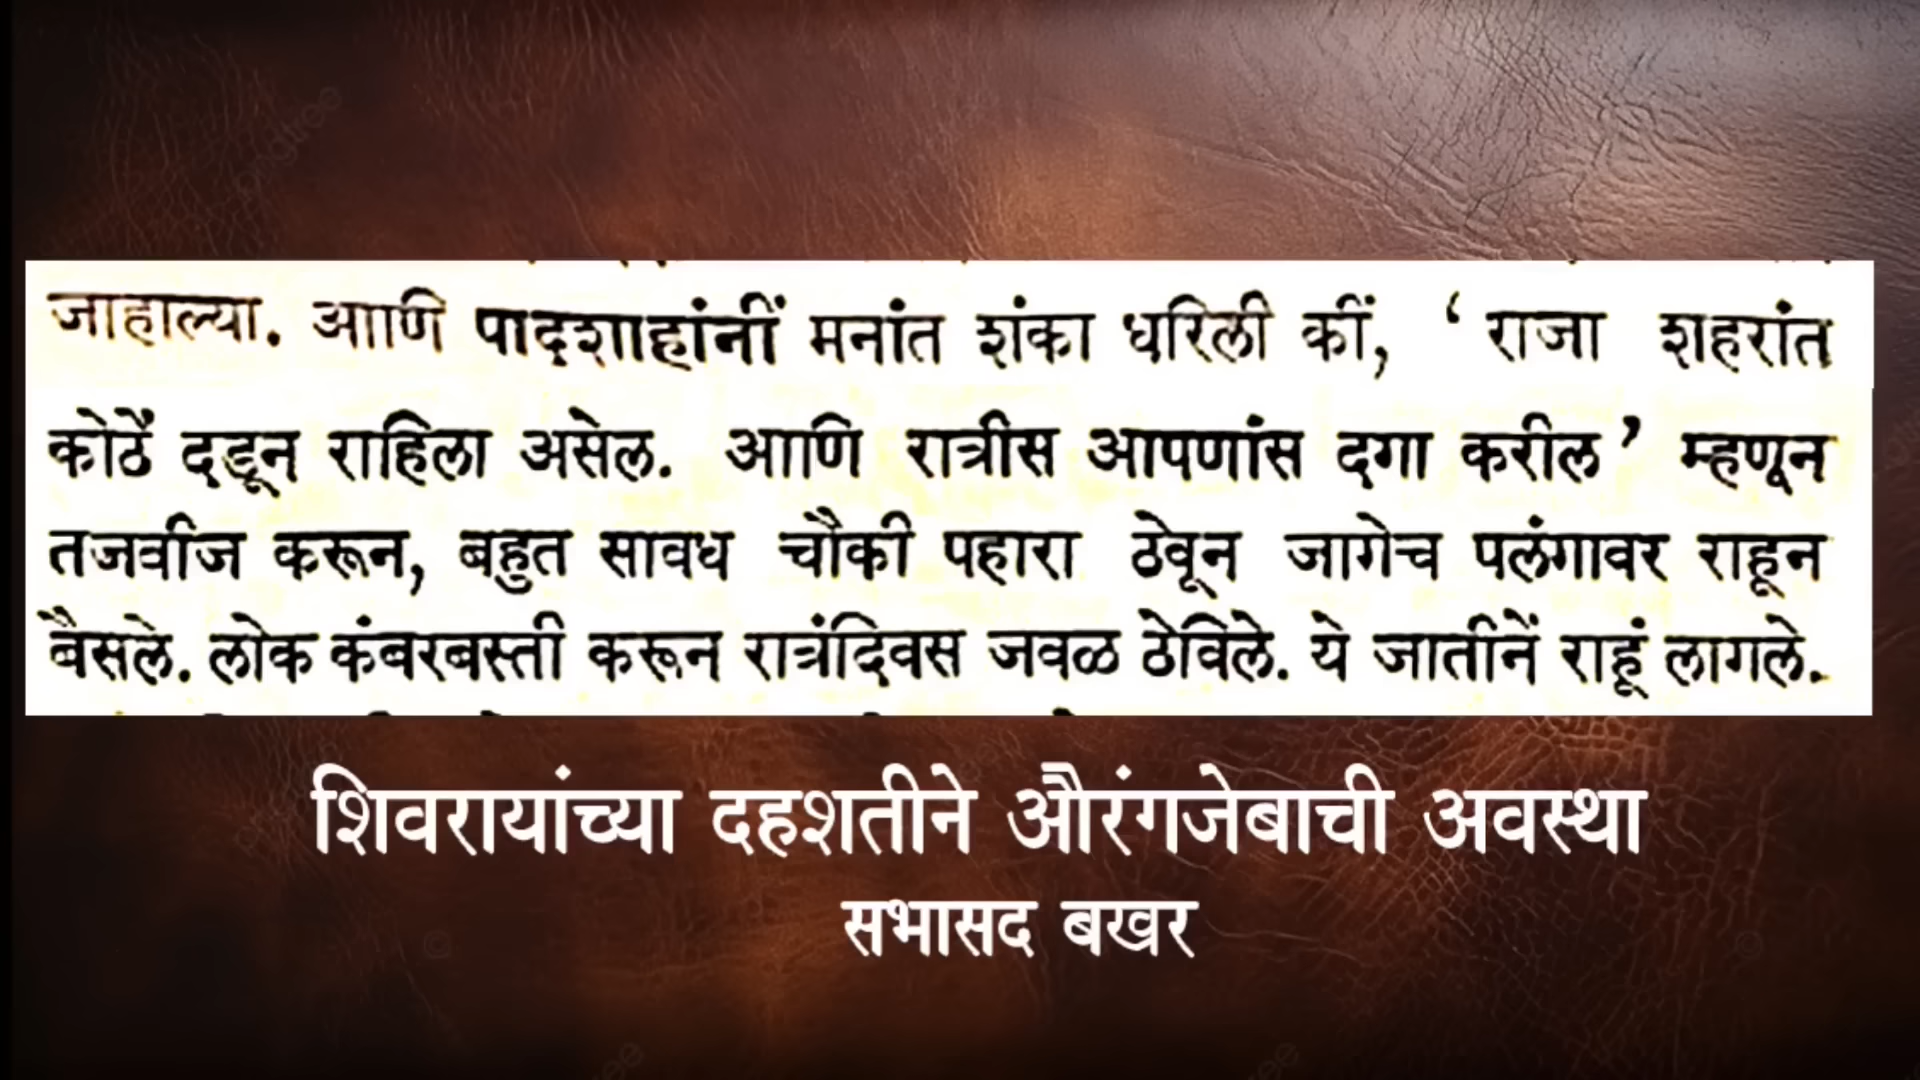 जाहाल्या. आणि पादशाहांनीं मनांत शंका धरिली कीं, ‘ राजा शहरांत
कोठें दडून राहिला असेल. आणि रात्रीस आपणांस दगा करील ’ म्हणून
तजवीज करून, बहुत सावध चौकी पहारा ठेवून जागेच पलंगावर राहून
बैसले. लोक कंबरबस्ती करून रात्रंदिवस जवळ ठेविले. ये जातीनें राहूं लागले.
शिवरायांच्या दहशतीने औरंगजेबाची अवस्था
सभासद बखर